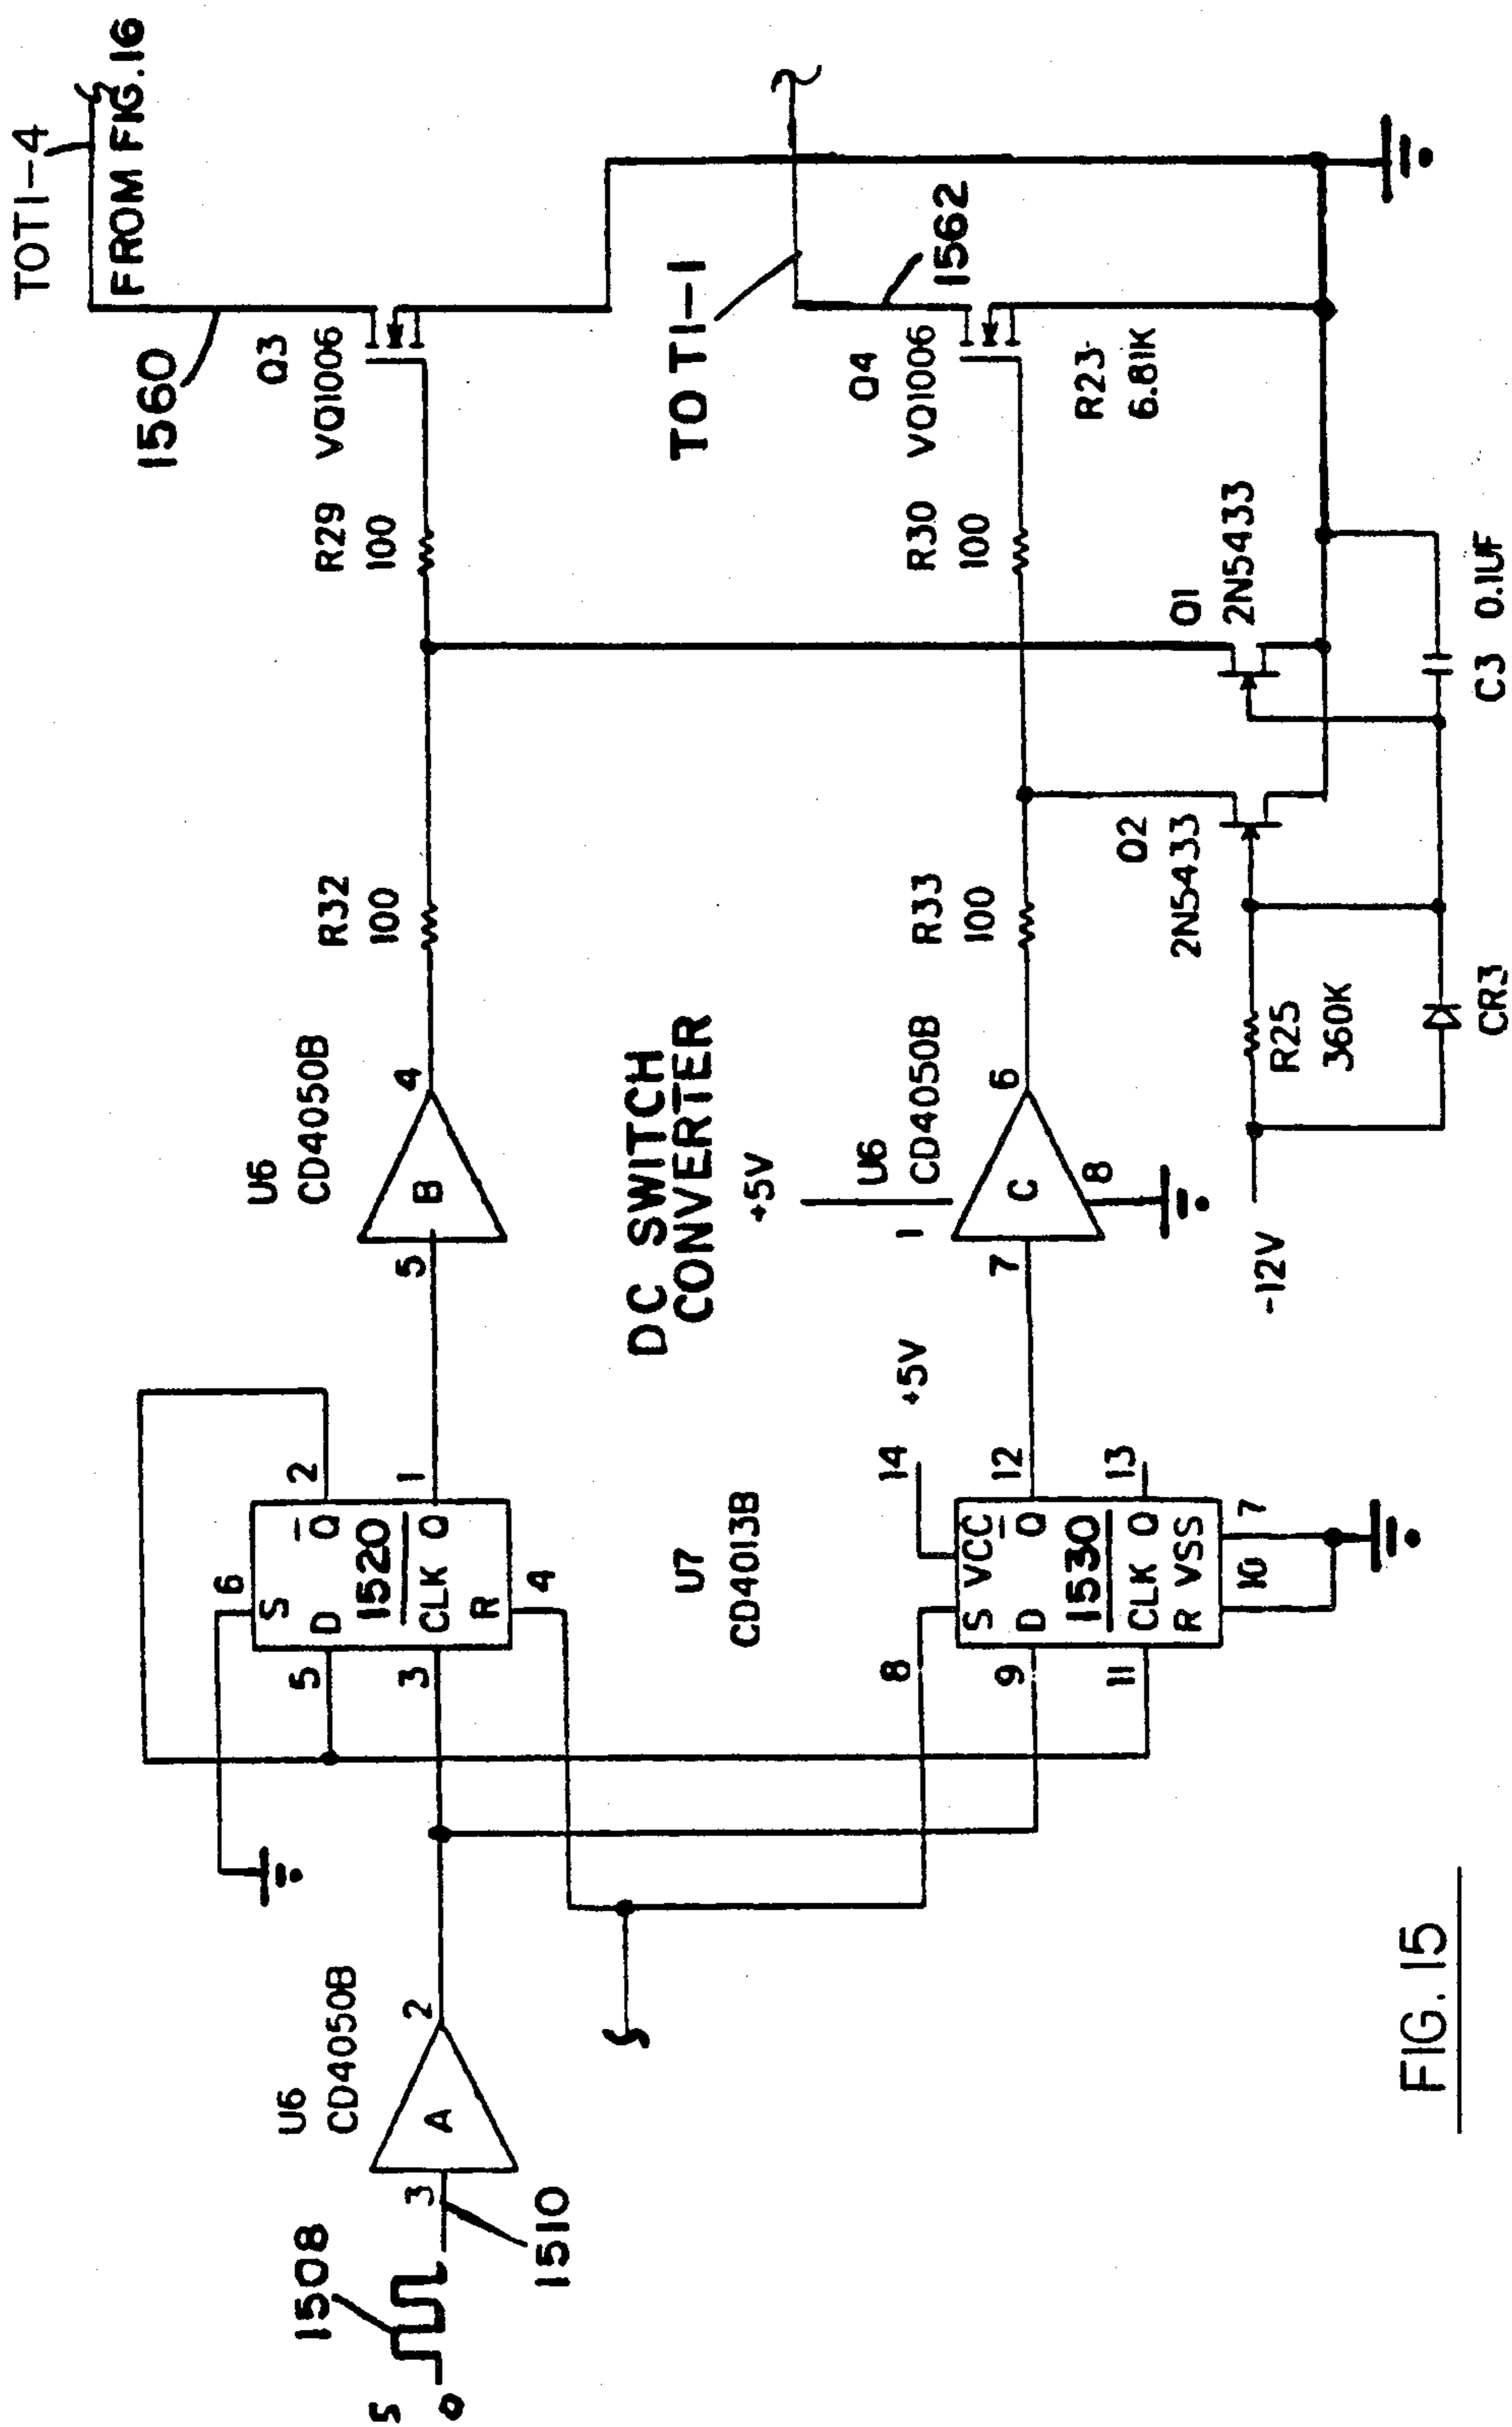 TOT1-4
FROM FIG.16
1560
Q3
VQ1006
R29
100
R32
100
U6
CD4050B
B
5
4
TO T1-1
1562
Q4
VQ1006
R23
6.81K
R30
100
R33
100
Q1
2N5433
Q2
2N5433
C3 0.1UF
CR3
R25
360K
-12V
DC SWITCH
CONVERTER
+5V
U6
CD4050B
1
C
7
6
8
6
S
Q̅
2
5
D
1520
3
CLK Q
1
R
4
U7
CD4013B
14
+5V
8
S VCC
9
D
Q̅
12
1530
11
CLK Q
13
R VSS
10
7
U6
CD4050B
A
3
2
1508
1510
5
0
FIG. 15